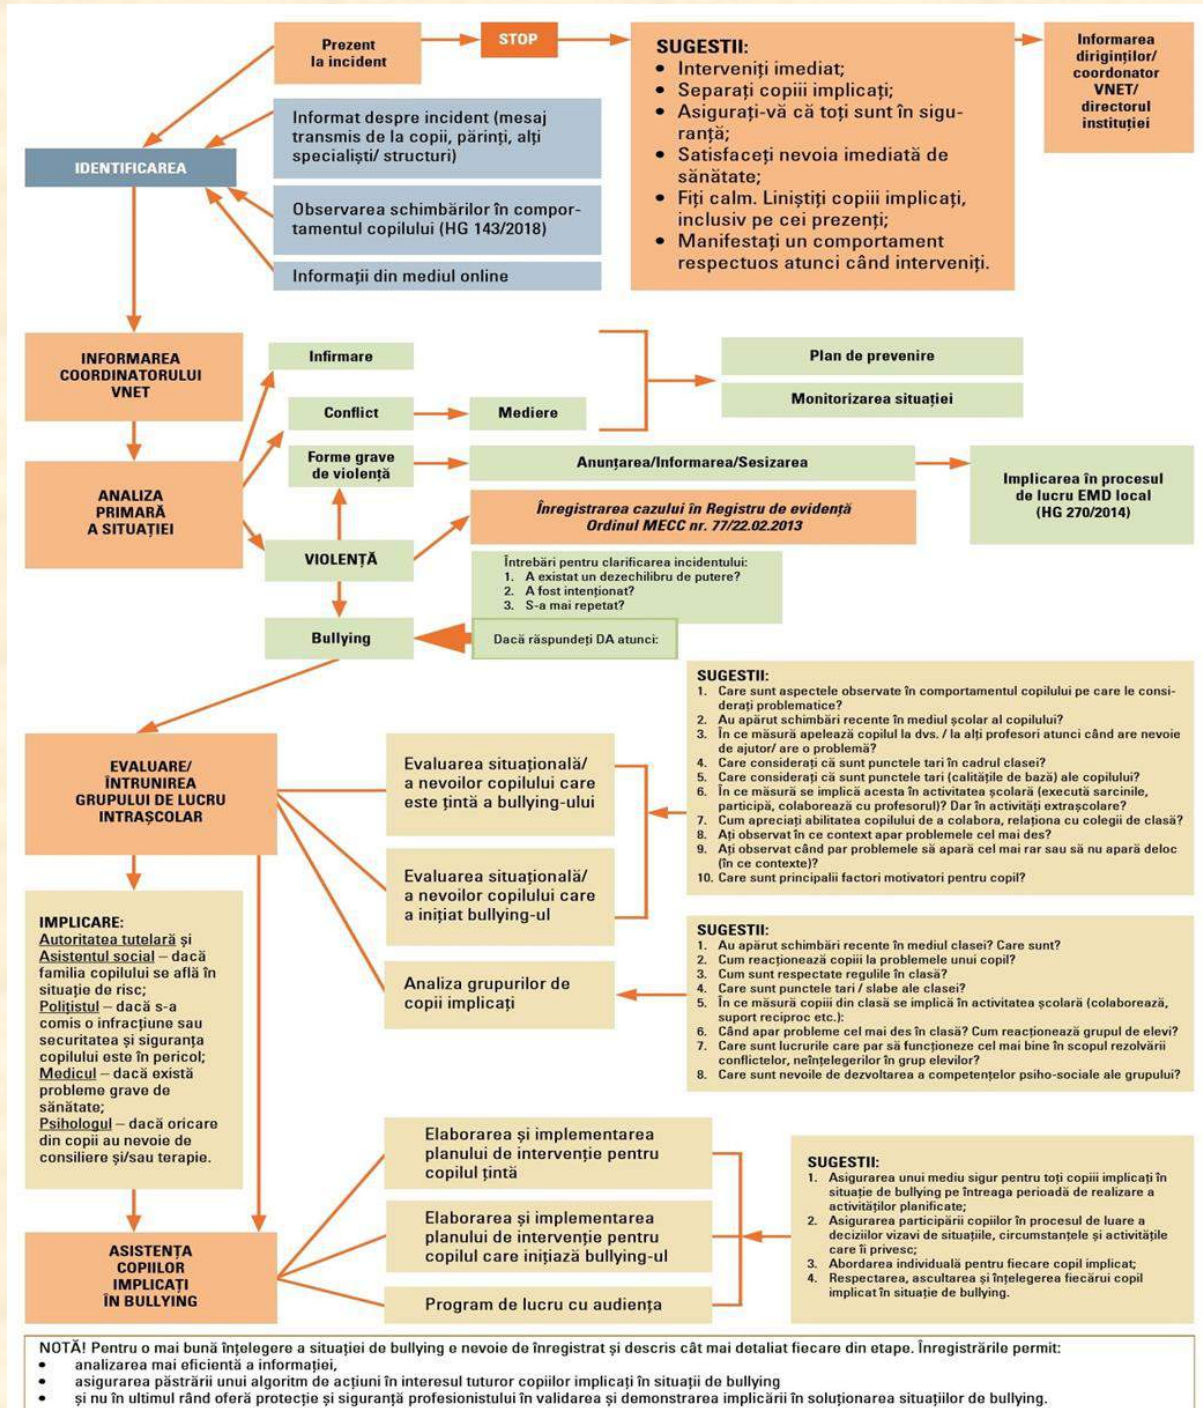 Prezent
la incident
STOP
SUGESTII:
• Interveniți imediat;
• Separați copiii implicați;
• Asigurați-vă că toți sunt în sigu-
ranță;
• Satisfaceți nevoia imediată de
sănătate;
• Fiți calm. Liniștiți copiii implicați,
inclusiv pe cei prezenți;
• Manifestați un comportament
respectuos atunci când interveniți.
Informarea
diriginților/
coordonator
VNET/
directorul
instituției
Informat despre incident (mesaj
transmis de la copii, părinți, alți
specialiști/ structuri)
IDENTIFICAREA
Observarea schimbărilor în compor-
tamentul copilului (HG 143/2018)
Informații din mediul online
INFORMAREA
COORDINATORULUI
VNET
Infirmare
Conflict
Mediere
Plan de prevenire
Monitorizarea situației
ANALIZA
PRIMARĂ
A SITUAȚIEI
Forme grave
de violență
Anunțarea/Informarea/Sesizarea
Implicarea în procesul
de lucru EMD local
(HG 270/2014)
Înregistrarea cazului în Registru de evidență
Ordinul MECC nr. 77/22.02.2013
VIOLENȚĂ
Întrebări pentru clarificarea incidentului:
1. A existat un dezechilibru de putere?
2. A fost intenționat?
3. S-a mai repetat?
Bullying
Dacă răspundeți DA atunci:
EVALUARE/
ÎNTRUNIREA
GRUPULUI DE LUCRU
INTRAȘCOLAR
Evaluarea situațională/
a nevoilor copilului care
este țintă a bullying-ului
Evaluarea situațională/
a nevoilor copilului care
a inițiat bullying-ul
Analiza grupurilor de
copii implicați
SUGESTII:
1. Care sunt aspectele observate în comportamentul copilului pe care le consi-
derați problematice?
2. Au apărut schimbări recente în mediul școlar al copilului?
3. În ce măsură apelează copilul la dvs. / la alți profesori atunci când are nevoie
de ajutor/ are o problemă?
4. Care considerați că sunt punctele tari în cadrul clasei?
5. Care considerați că sunt punctele tari (calitățile de bază) ale copilului?
6. În ce măsură se implică acesta în activitatea școlară (execută sarcinile,
participă, colaborează cu profesorul)? Dar în activități extrașcolare?
7. Cum apreciați abilitatea copilului de a colabora, relaționa cu colegii de clasă?
8. Ați observat în ce context apar problemele cel mai des?
9. Ați observat când par problemele să apară cel mai rar sau să nu apară deloc
(în ce contexte)?
10. Care sunt principalii factori motivatori pentru copil?
SUGESTII:
1. Au apărut schimbări recente în mediul clasei? Care sunt?
2. Cum reacționează copiii la problemele unui copil?
3. Cum sunt respectate regulile în clasă?
4. Care sunt punctele tari / slabe ale clasei?
5. În ce măsură copiii din clasă se implică în activitatea școlară (colaborează,
suport reciproc etc.):
6. Când apar probleme cel mai des în clasă? Cum reacționează grupul de elevi?
7. Care sunt lucrurile care par să funcționeze cel mai bine în scopul rezolvării
conflictelor, neînțelegerilor în grup elevilor?
8. Care sunt nevoile de dezvoltarea a competențelor psiho-sociale ale grupului?
IMPLICARE:
Autoritatea tutelară și
Asistentul social – dacă
familia copilului se află în
situație de risc;
Polițistul – dacă s-a
comis o infracțiune sau
securitatea și siguranța
copilului este în pericol;
Medicul – dacă există
probleme grave de
sănătate;
Psihologul – dacă oricare
din copii au nevoie de
consiliere și/sau terapie.
ASISTENȚA
COPIILOR
IMPLICAȚI
ÎN BULLYING
Elaborarea și implementarea
planului de intervenție pentru
copilul țintă
Elaborarea și implementarea
planului de intervenție pentru
copilul care inițiază bullying-ul
Program de lucru cu audiența
SUGESTII:
1. Asigurarea unui mediu sigur pentru toți copiii implicați în
situație de bullying pe întreaga perioadă de realizare a
activităților planificate;
2. Asigurarea participării copiilor în procesul de luare a
deciziilor vizavi de situațiile, circumstanțele și activitățile
care îi privesc;
3. Abordarea individuală pentru fiecare copil implicat;
4. Respectarea, ascultarea și înțelegerea fiecărui copil
implicat în situație de bullying.
NOTĂ! Pentru o mai bună înțelegere a situației de bullying e nevoie de înregistrat și descris cât mai detaliat fiecare din etape. Înregistrările permit:
• analizarea mai eficientă a informației,
• asigurarea păstrării unui algoritm de acțiuni în interesul tuturor copiilor implicați în situații de bullying
• și nu în ultimul rând oferă protecție și siguranță profesionistului în validarea și demonstrarea implicării în soluționarea situațiilor de bullying.